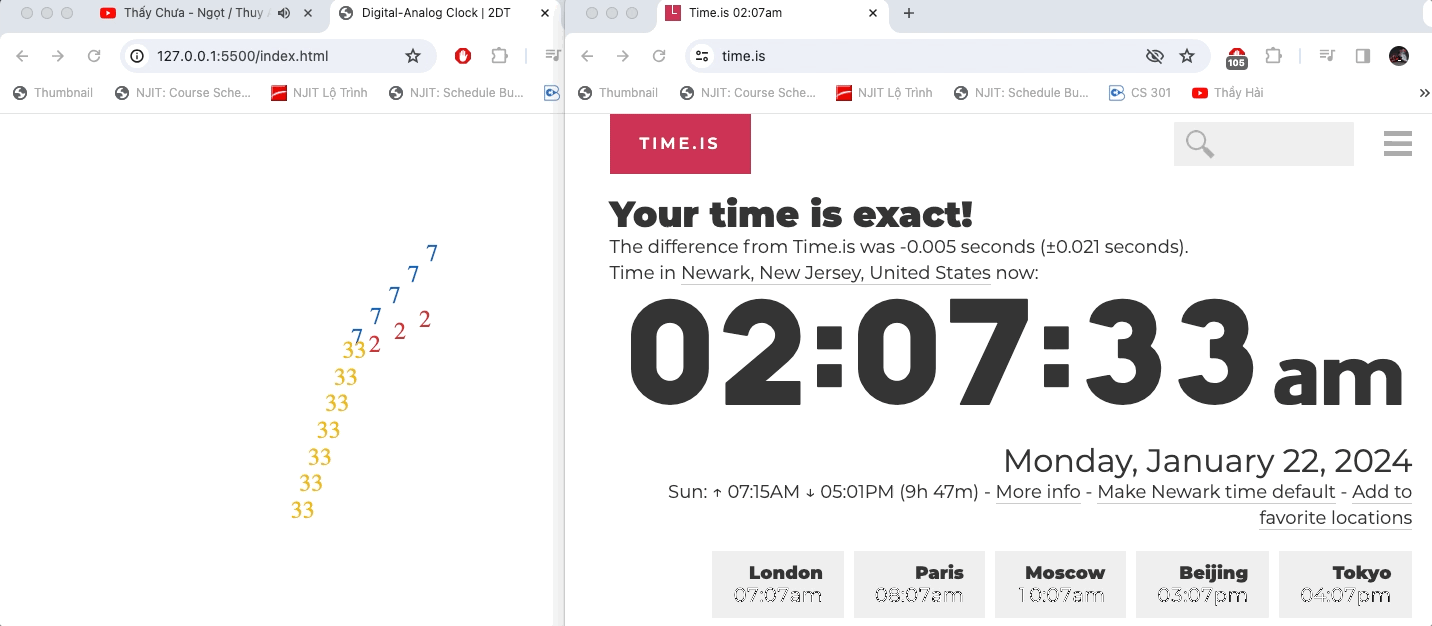 Thấy Chưa - Ngọt / Thuy
Digital-Analog Clock | 2DT
127.0.0.1:5500/index.html
Thumbnail
NJIT: Course Sche...
NJIT Lộ Trình
NJIT: Schedule Bu...
7
7
7
7
7
2
2
2
33
33
33
33
33
33
33
Time.is 02:07am
time.is
105
Thumbnail
NJIT: Course Sche...
NJIT Lộ Trình
NJIT: Schedule Bu...
CS 301
Thầy Hải
TIME.IS
Your time is exact!
The difference from Time.is was -0.005 seconds (±0.021 seconds).
Time in Newark, New Jersey, United States now:
02:07:33 am
Monday, January 22, 2024
Sun: ↑ 07:15AM ↓ 05:01PM (9h 47m) - More info - Make Newark time default - Add to
favorite locations
London
07:07am
Paris
08:07am
Moscow
10:07am
Beijing
03:07pm
Tokyo
04:07pm